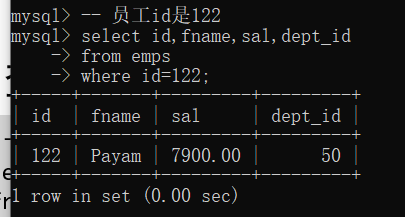 mysql> -- 员工id是122
mysql> select id,fname,sal,dept_id
    -> from emps
    -> where id=122;
+-----+-------+---------+---------+
| id  | fname | sal     | dept_id |
+-----+-------+---------+---------+
| 122 | Payam | 7900.00 |      50 |
+-----+-------+---------+---------+
1 row in set (0.00 sec)